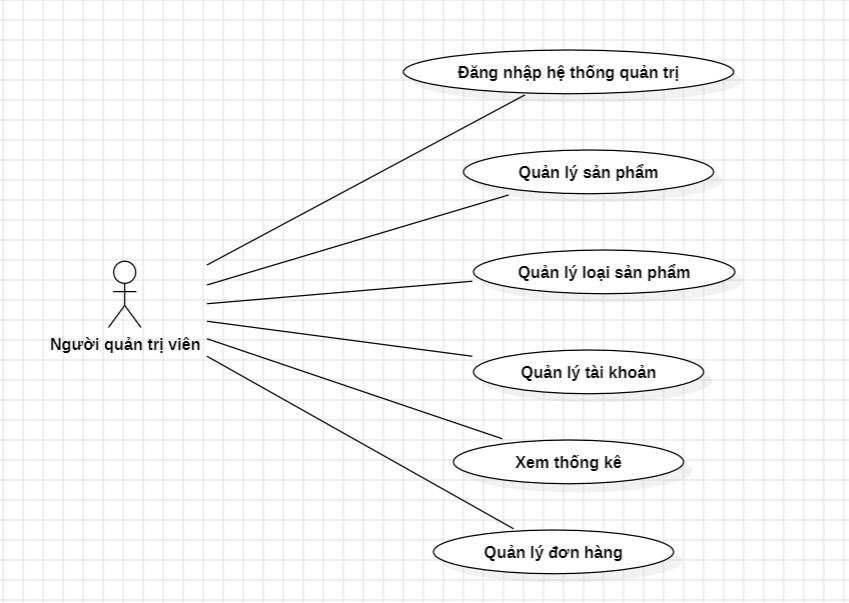 Đăng nhập hệ thống quản trị
Quản lý sản phẩm
Quản lý loại sản phẩm
Người quản trị viên
Quản lý tài khoản
Xem thống kê
Quản lý đơn hàng